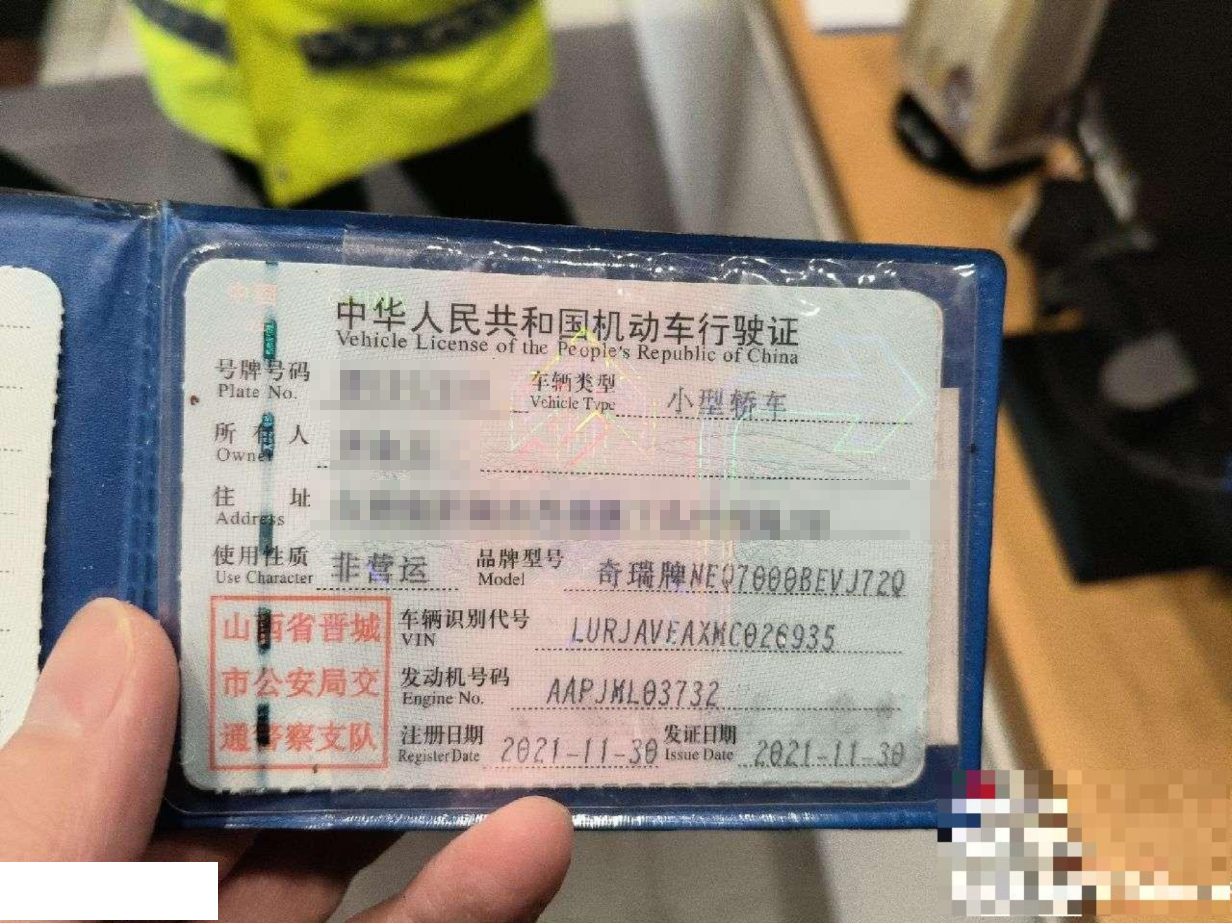 中华人民共和国机动车行驶证
Vehicle License of the People's Republic of China
号牌号码
Plate No.
车辆类型 小型轿车
Vehicle Type
所有人
Owner
住址
Address
使用性质 非营运
Use Character
品牌型号 奇瑞牌NEQ7000BEVJ72Q
Model
山西省晋城
市公安局交
通警察支队
车辆识别代号 LURJAVEAXMC026935
VIN
发动机号码 AAPJML03732
Engine No.
注册日期 2021-11-30
Register Date
发证日期 2021-11-30
Issue Date